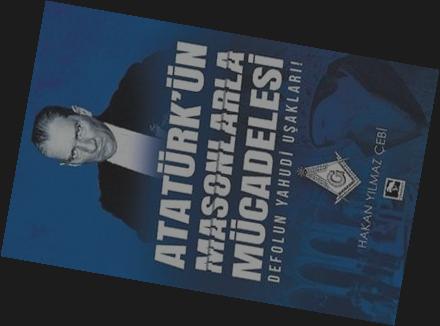 ATATÜRK'ÜN
MASONLARLA
MÜCADELESİ
DEFOLUN YAHUDİ UŞAKLARI!
G
HAKAN YILMAZ ÇEBİ